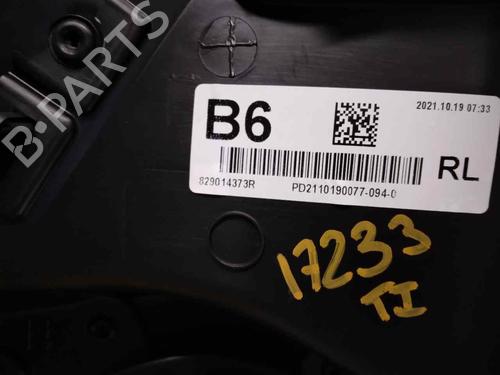 B·PARTS
2021.10.19 07:33
B6
RL
829014373R
PD2110190077-094-0
17233
TI